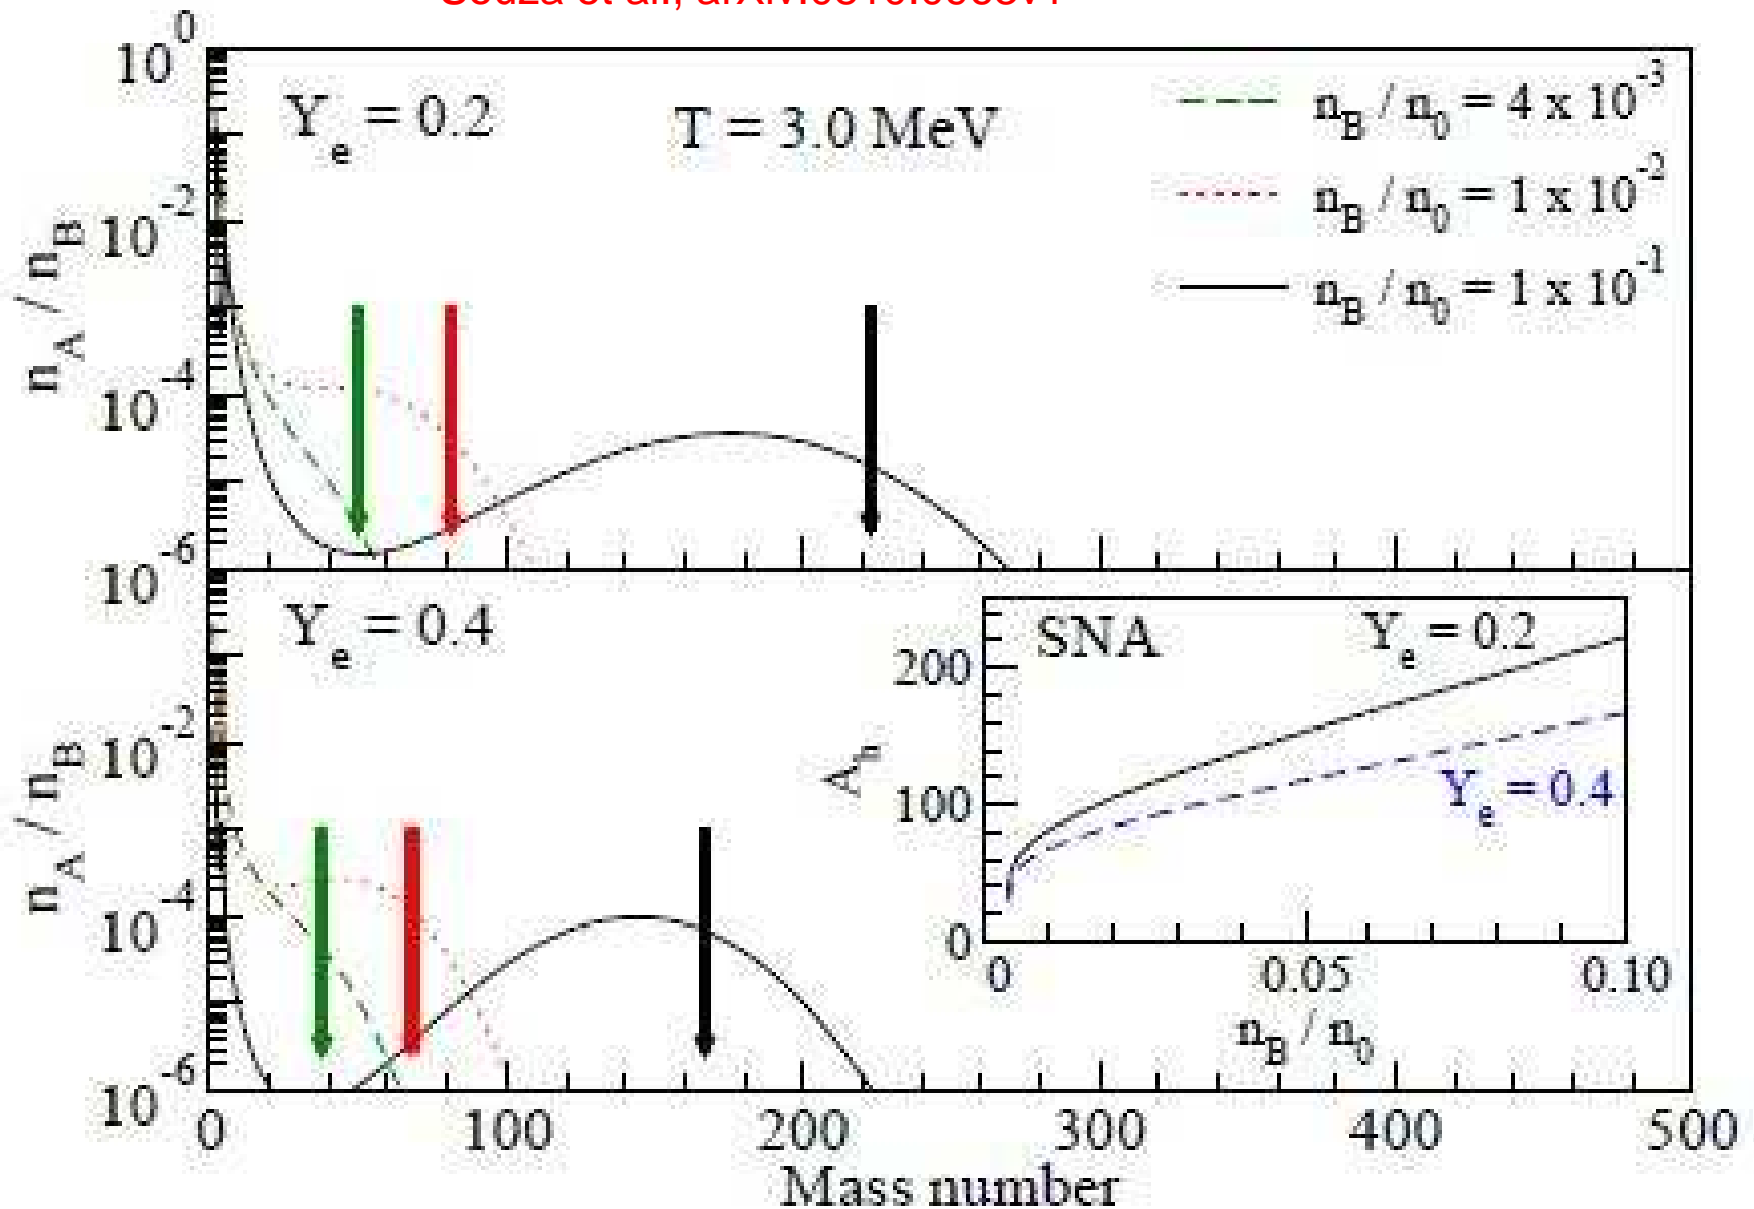 Y_e = 0.2
T = 3.0 MeV
n_B / n_0 = 4 x 10^-3
n_B / n_0 = 1 x 10^-2
n_B / n_0 = 1 x 10^-1
10^0
10^-2
10^-4
10^-6
n_A / n_B
Y_e = 0.4
10^-2
10^-4
10^-6
n_A / n_B
SNA
Y_e = 0.2
Y_e = 0.4
200
100
0
A_h
0 0.05 0.10
n_B / n_0
0 100 200 300 400 500
Mass number